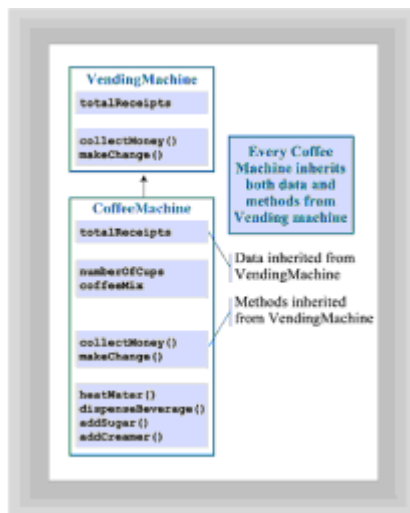 VendingMachine
totalReceipts
collectMoney()
makeChange()
Every Coffee
Machine inherits
both data and
methods from
Vending machine
CoffeeMachine
totalReceipts
Data inherited from
VendingMachine
numberOfCups
coffeeMix
Methods inherited
from VendingMachine
collectMoney()
makeChange()
heatWater()
dispenseBeverage()
addSugar()
addCreamer()